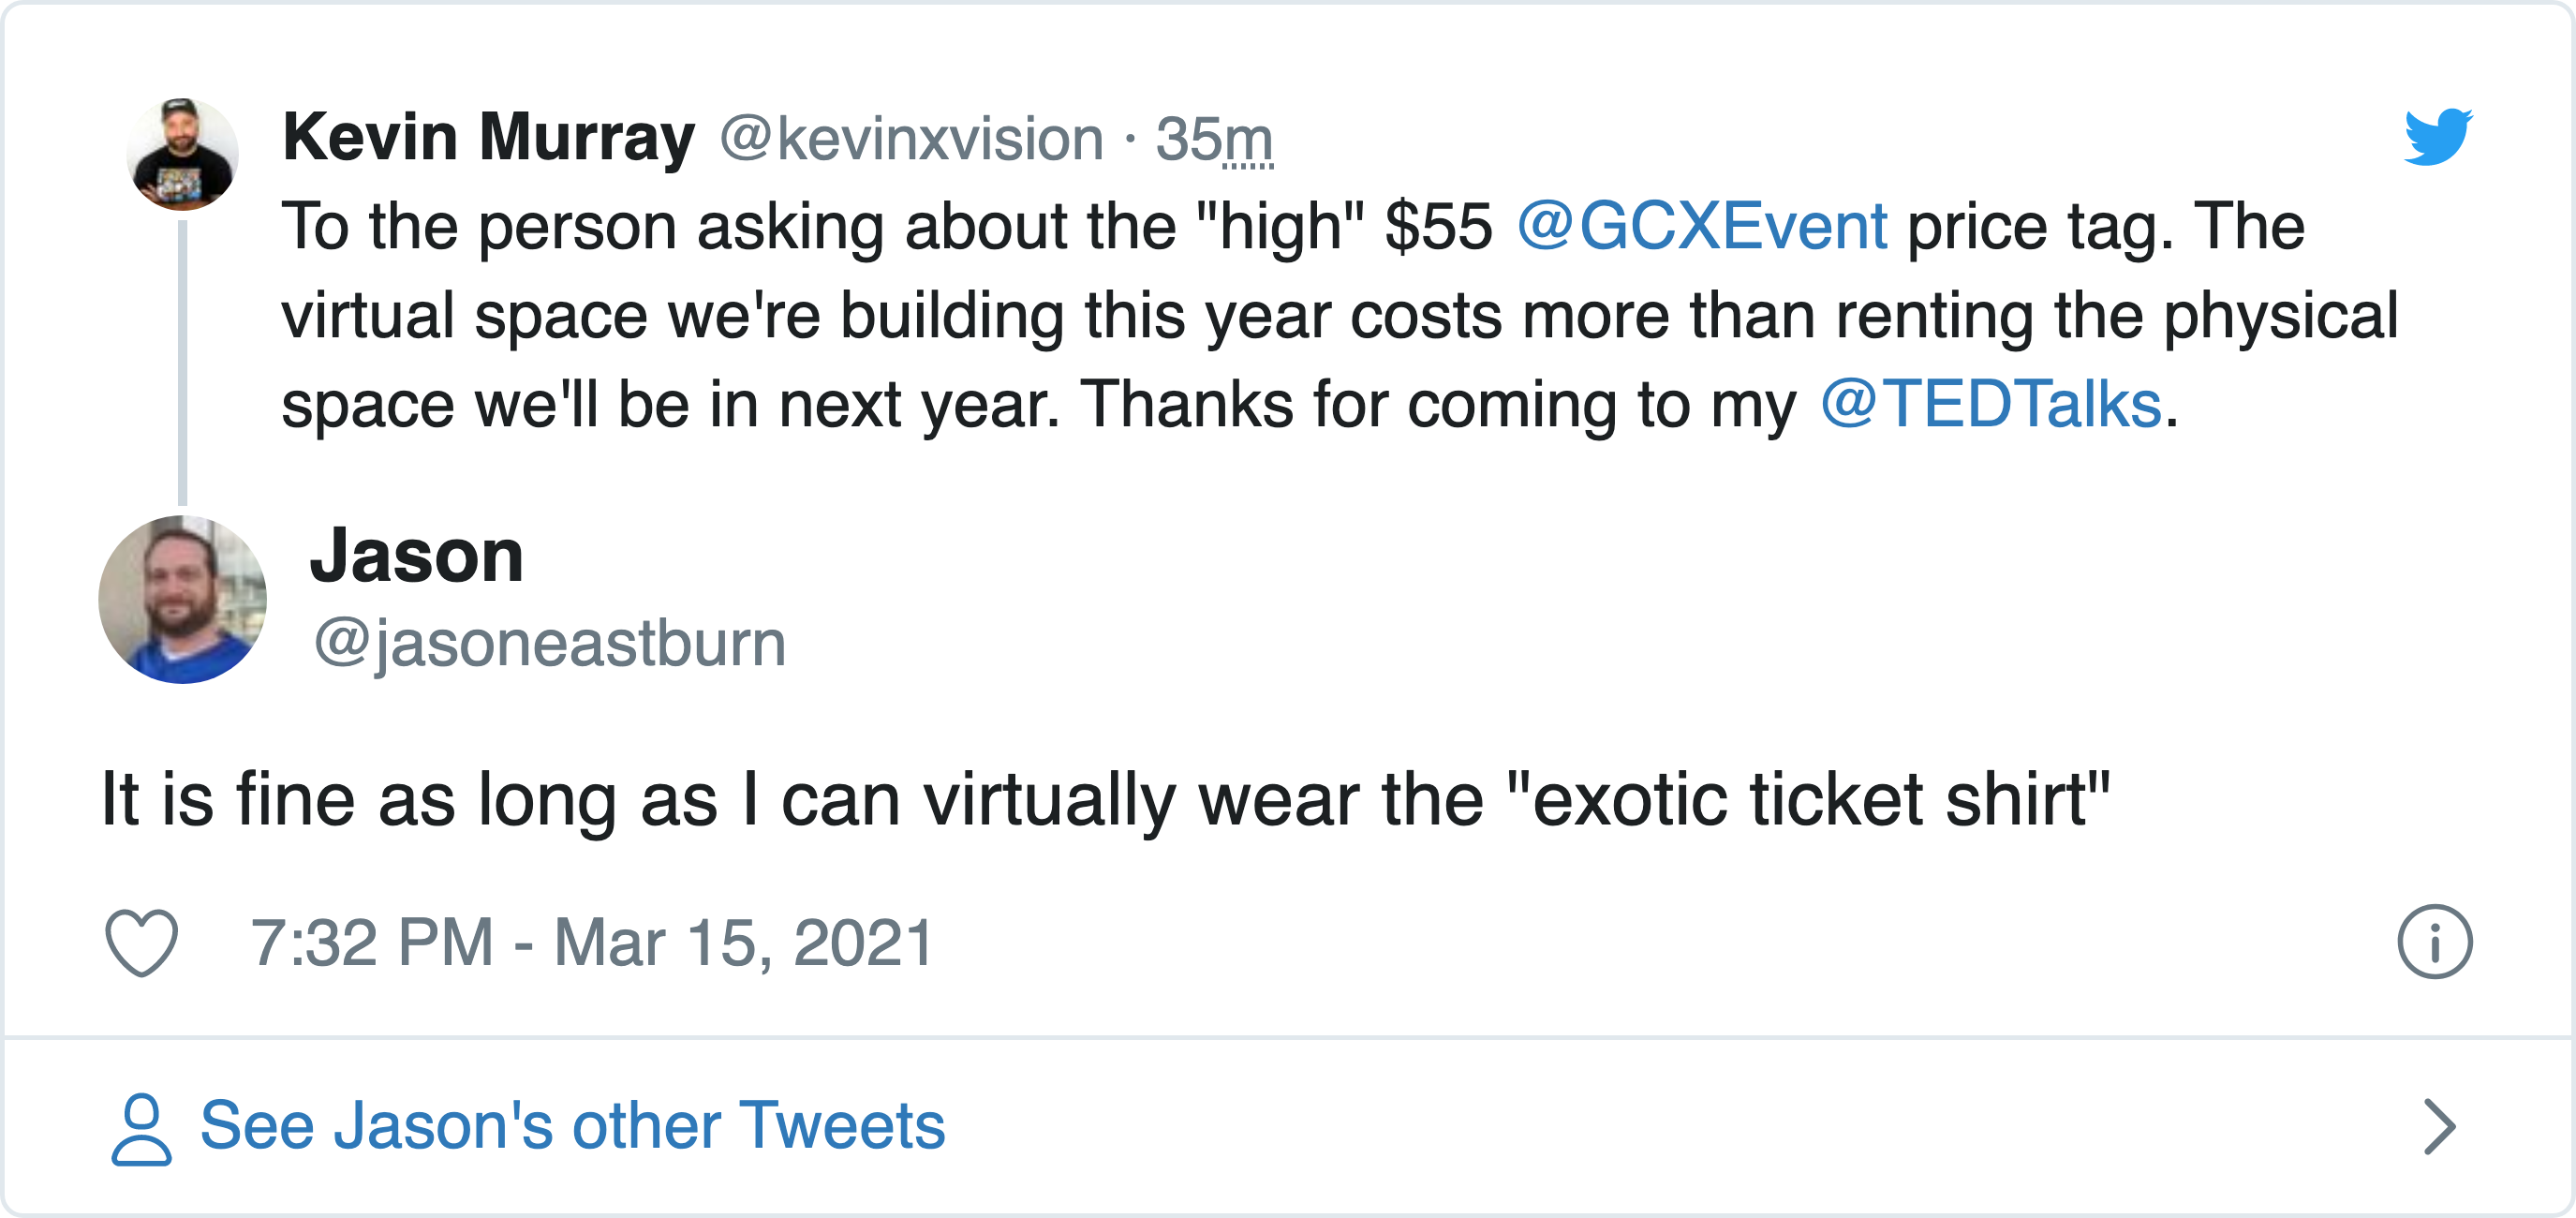 Kevin Murray @kevinxvision · 35m
To the person asking about the "high" $55 @GCXEvent price tag. The
virtual space we're building this year costs more than renting the physical
space we'll be in next year. Thanks for coming to my @TEDTalks.
Jason
@jasoneastburn
It is fine as long as I can virtually wear the "exotic ticket shirt"
7:32 PM - Mar 15, 2021
See Jason's other Tweets